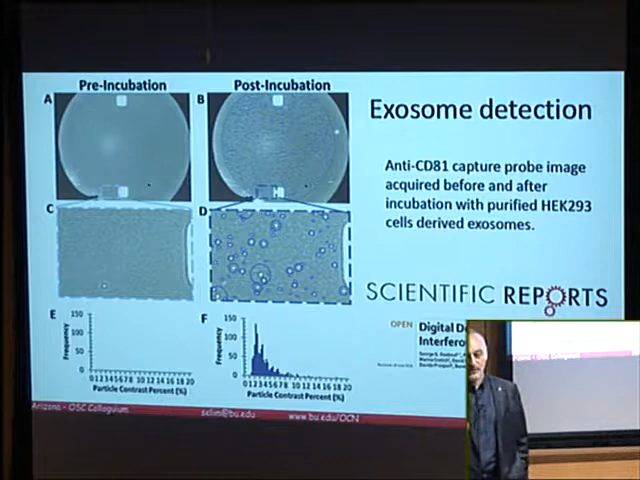 Pre-Incubation
Post-Incubation
A
B
Exosome detection
Anti-CD81 capture probe image
acquired before and after
incubation with purified HEK293
cells derived exosomes.
C
D
SCIENTIFIC REPORTS
E
150
100
50
0
Frequency
0 1 2 3 4 5 6 7 8 10 12 14 16 18 20
Particle Contrast Percent (%)
F
150
100
50
0
Frequency
0 1 2 3 4 5 6 7 8 10 12 14 16 18 20
Particle Contrast Percent (%)
OPEN
Digital D
Interfero
Arizona - OSC Colloquium
selim@bu.edu
www.bu.edu/OCN